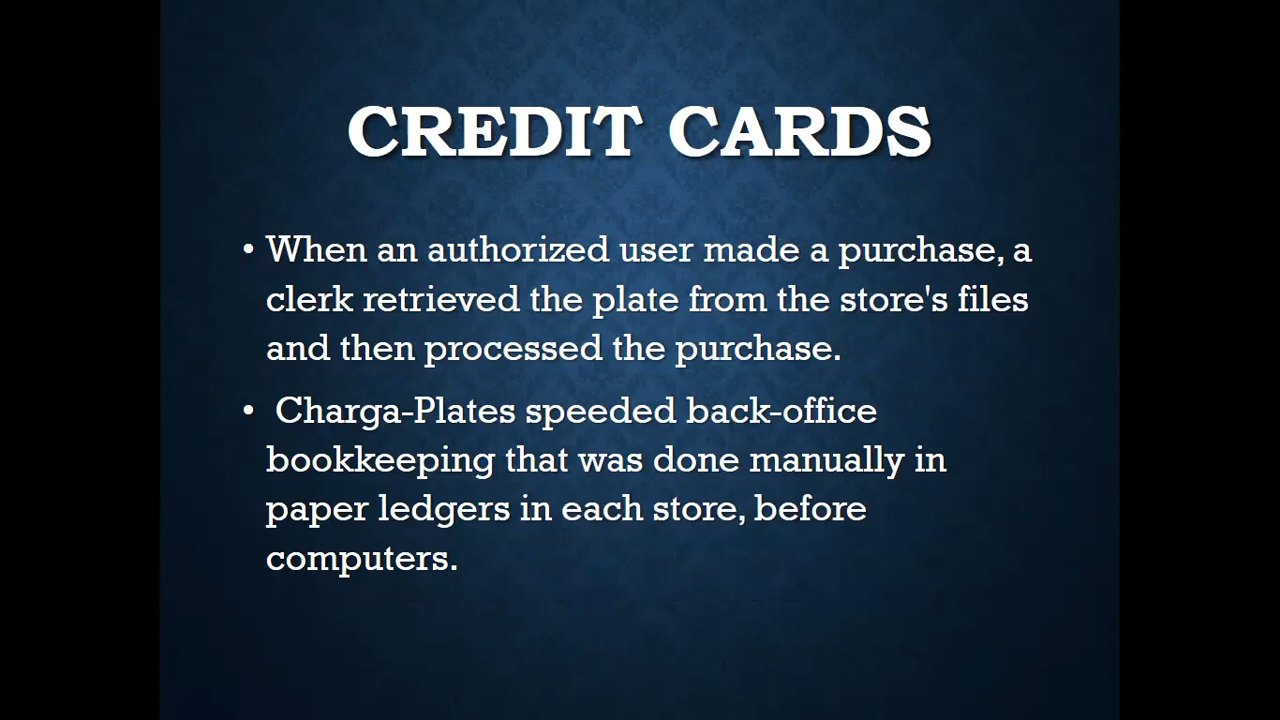 CREDIT CARDS
• When an authorized user made a purchase, a
clerk retrieved the plate from the store's files
and then processed the purchase.
• Charga-Plates speeded back-office
bookkeeping that was done manually in
paper ledgers in each store, before
computers.